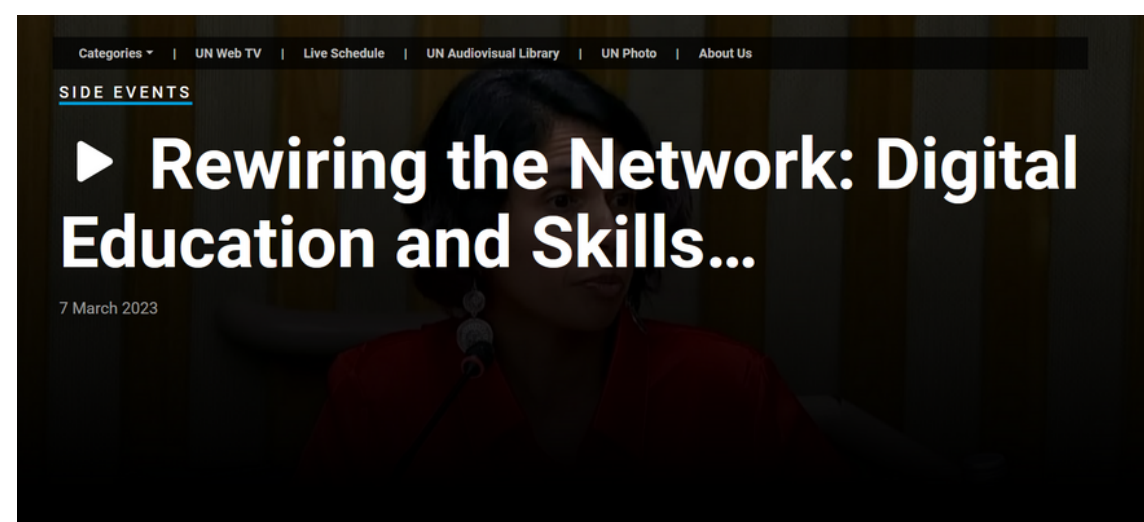 Categories | UN Web TV | Live Schedule | UN Audiovisual Library | UN Photo | About Us
SIDE EVENTS
Rewiring the Network: Digital
Education and Skills…
7 March 2023